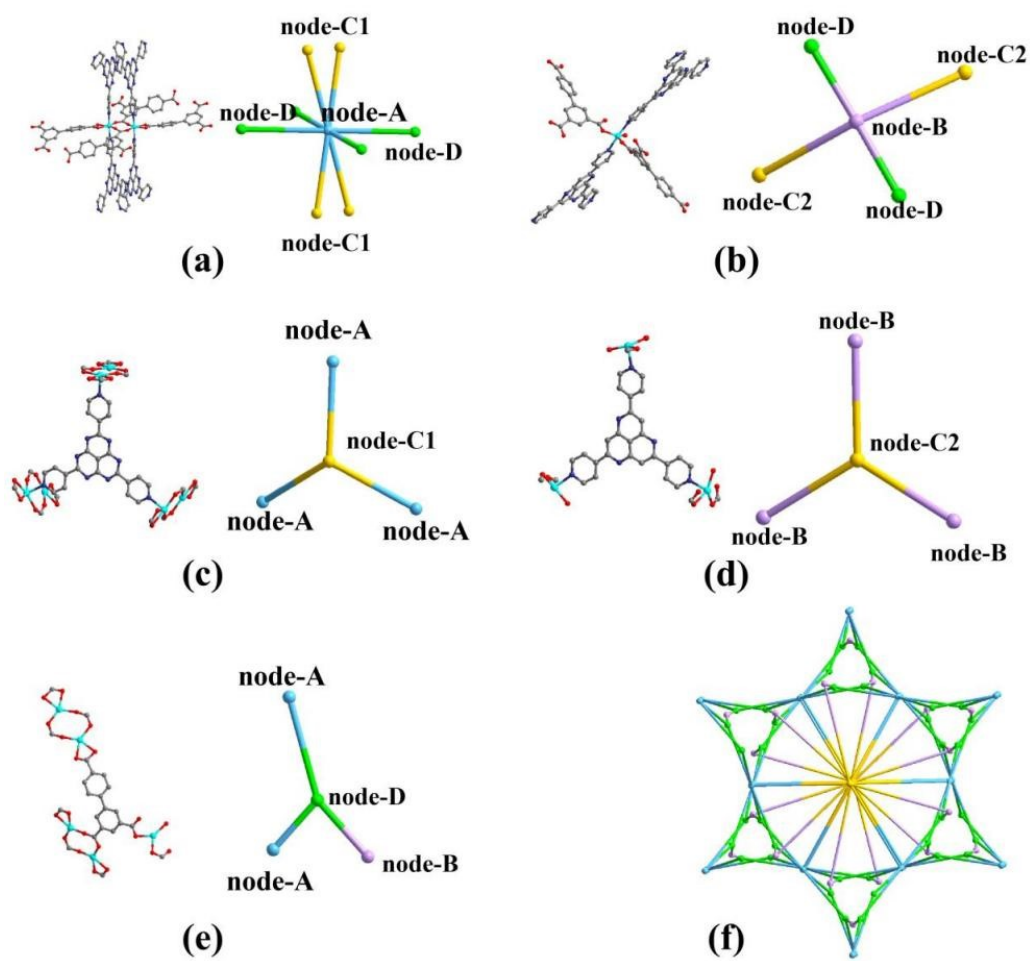 node-C1
node-D
node-A
node-D
node-C1
(a)
node-D
node-C2
node-B
node-C2
node-D
(b)
node-A
node-C1
node-A
node-A
(c)
node-B
node-C2
node-B
node-B
(d)
node-A
node-D
node-A
node-B
(e)
(f)